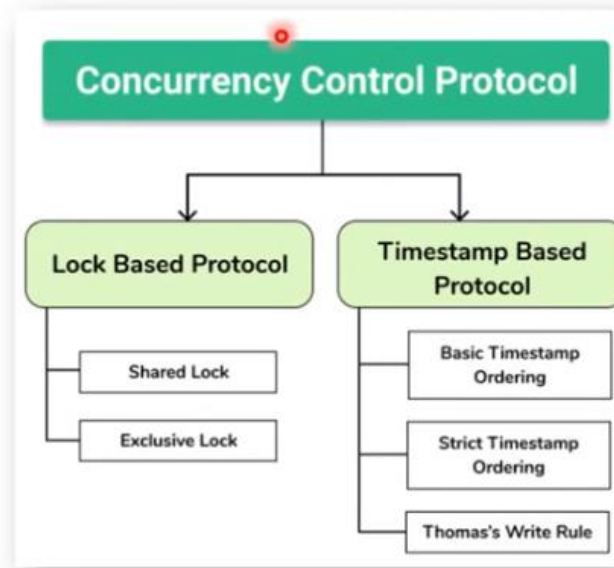 Concurrency Control Protocol
Lock Based Protocol
Shared Lock
Exclusive Lock
Timestamp Based
Protocol
Basic Timestamp
Ordering
Strict Timestamp
Ordering
Thomas's Write Rule